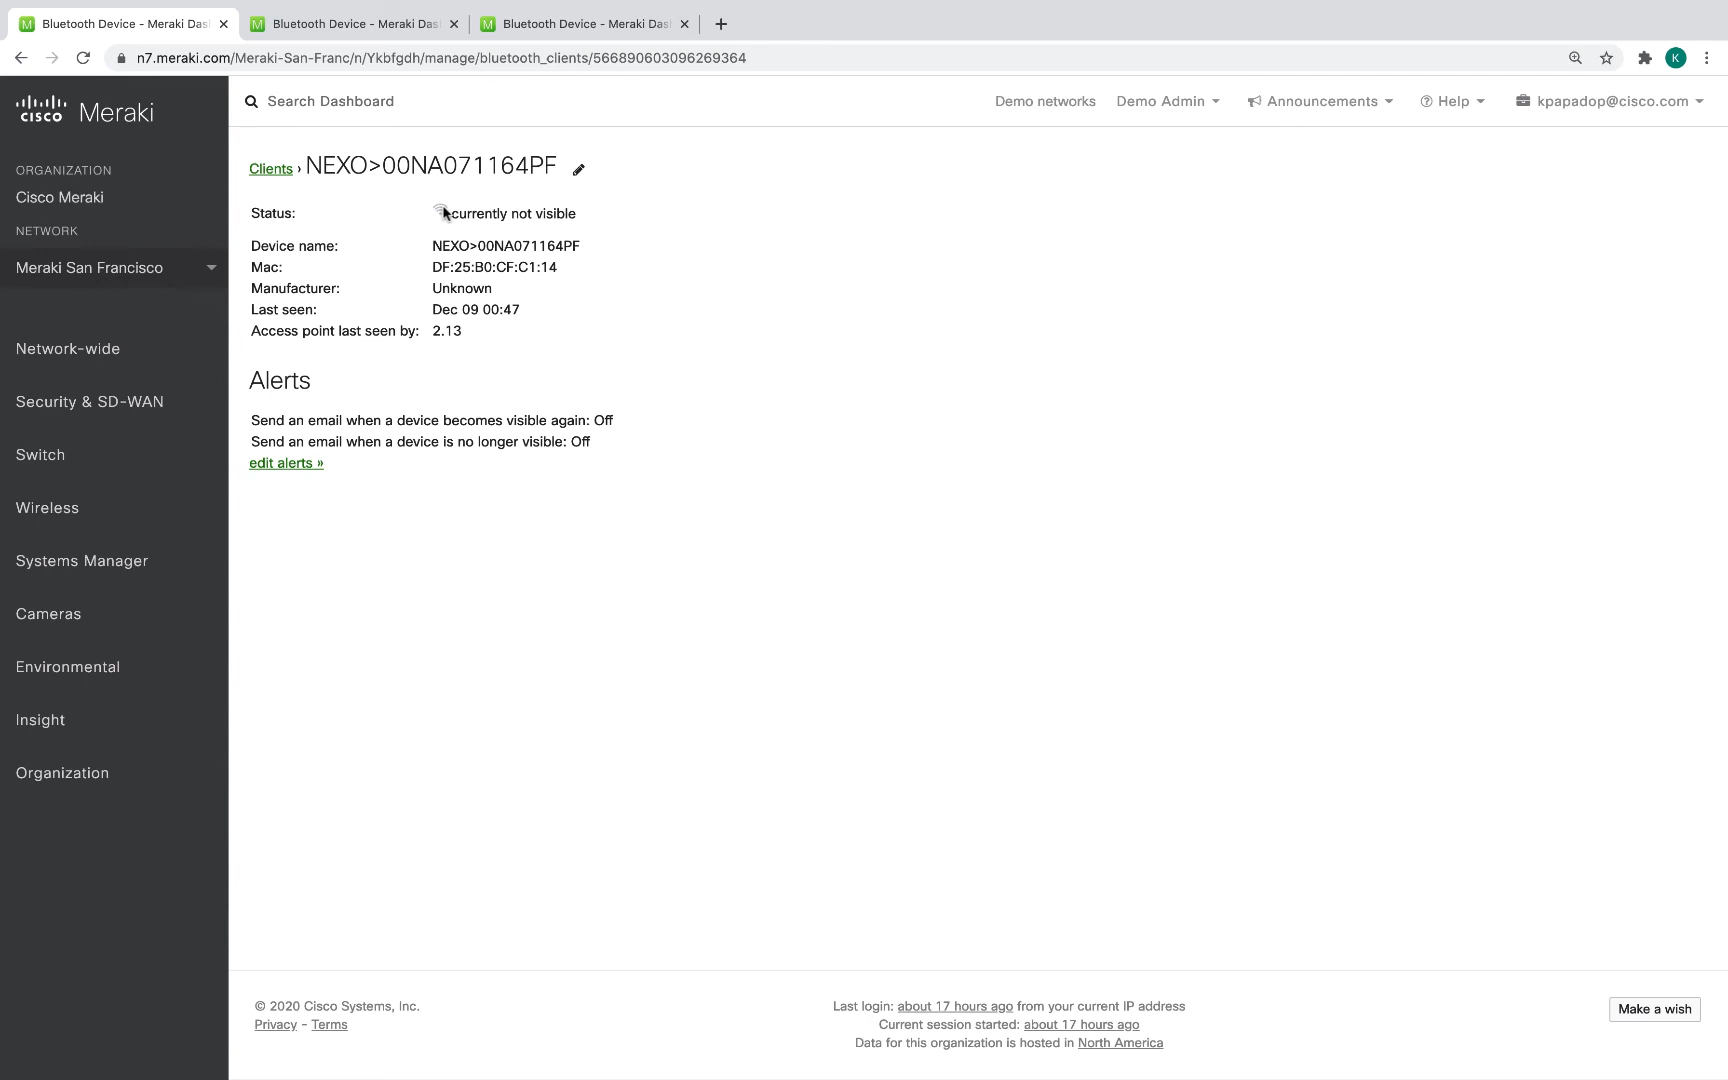 Bluetooth Device - Meraki Das
Bluetooth Device - Meraki Das
Bluetooth Device - Meraki Das
n7.meraki.com/Meraki-San-Franc/n/Ykbfgdh/manage/bluetooth_clients/566890603096269364
K
cisco Meraki
Search Dashboard
Demo networks
Demo Admin
Announcements
Help
kpapadop@cisco.com
ORGANIZATION
Cisco Meraki
NETWORK
Meraki San Francisco
Network-wide
Security & SD-WAN
Switch
Wireless
Systems Manager
Cameras
Environmental
Insight
Organization
Clients › NEXO>00NA071164PF
Status: currently not visible
Device name: NEXO>00NA071164PF
Mac: DF:25:B0:CF:C1:14
Manufacturer: Unknown
Last seen: Dec 09 00:47
Access point last seen by: 2.13
Alerts
Send an email when a device becomes visible again: Off
Send an email when a device is no longer visible: Off
edit alerts »
© 2020 Cisco Systems, Inc.
Privacy - Terms
Last login: about 17 hours ago from your current IP address
Current session started: about 17 hours ago
Data for this organization is hosted in North America
Make a wish